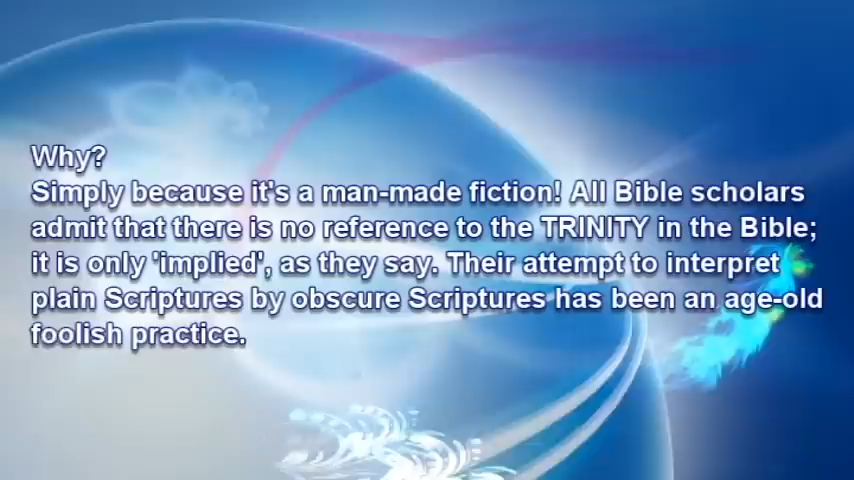 Why?
Simply because it's a man-made fiction! All Bible scholars
admit that there is no reference to the TRINITY in the Bible;
it is only 'implied', as they say. Their attempt to interpret
plain Scriptures by obscure Scriptures has been an age-old
foolish practice.